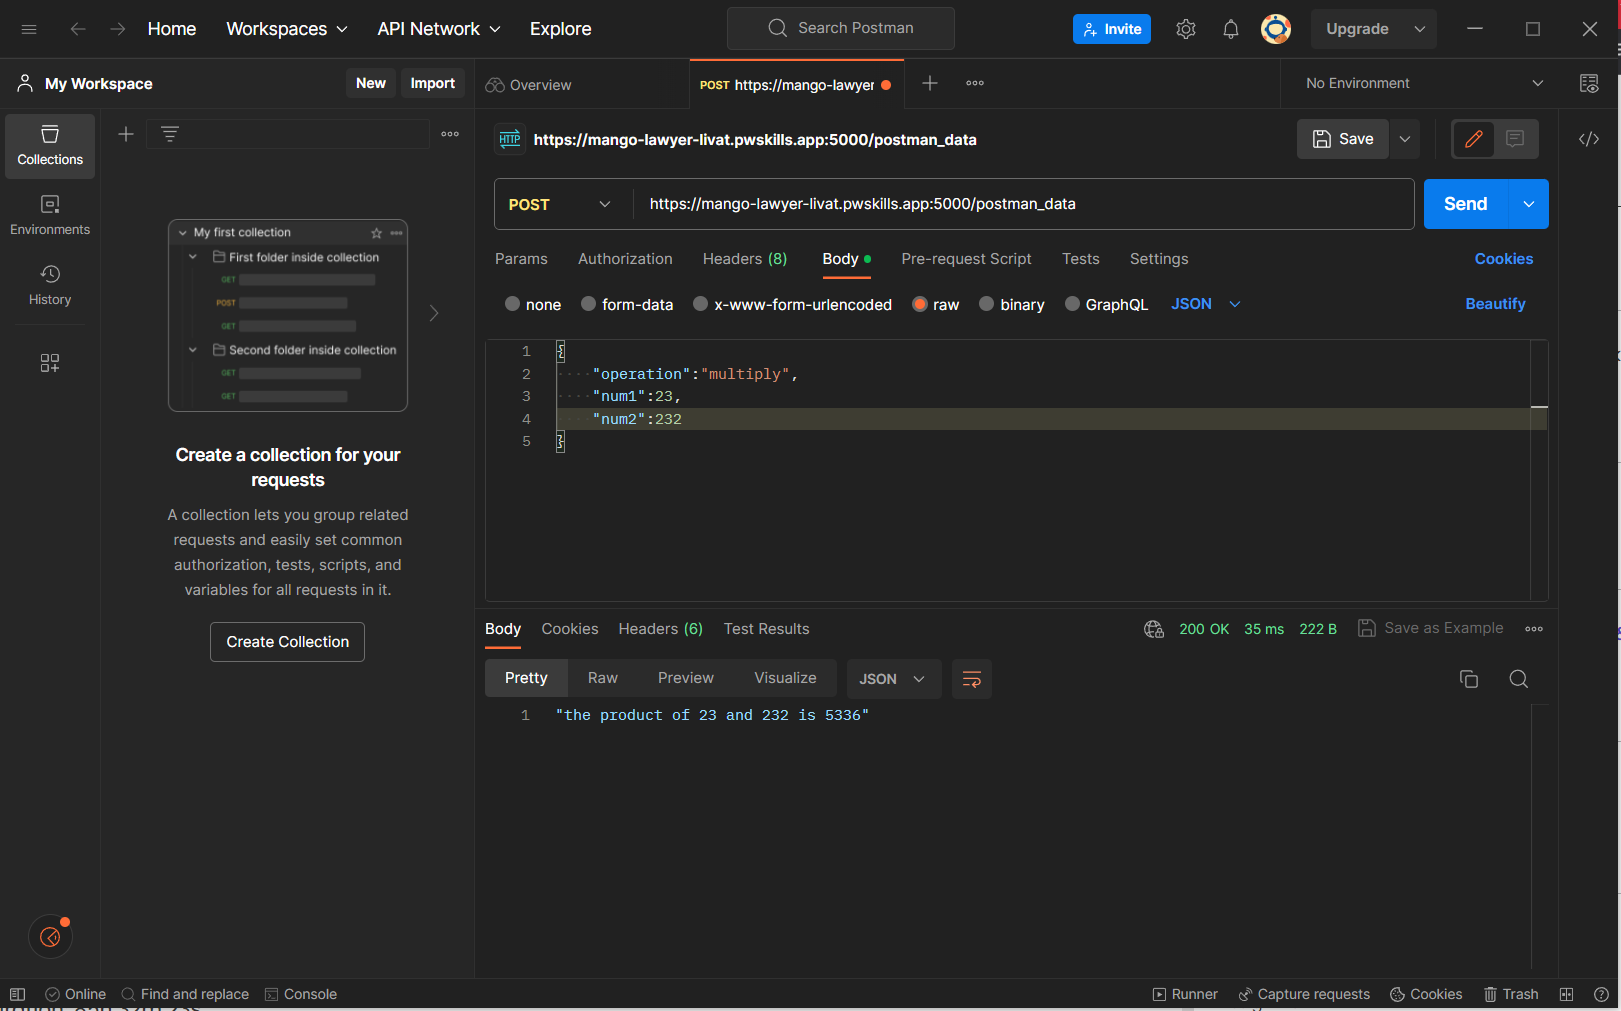 Home Workspaces API Network Explore Search Postman Invite Upgrade
My Workspace New Import Overview POST https://mango-lawyer No Environment
Collections
Environments
History
My first collection
First folder inside collection
GET
POST
GET
Second folder inside collection
GET
GET
Create a collection for your
requests
A collection lets you group related
requests and easily set common
authorization, tests, scripts, and
variables for all requests in it.
Create Collection
HTTP https://mango-lawyer-livat.pwskills.app:5000/postman_data Save
POST https://mango-lawyer-livat.pwskills.app:5000/postman_data Send
Params Authorization Headers (8) Body Pre-request Script Tests Settings Cookies
none form-data x-www-form-urlencoded raw binary GraphQL JSON Beautify
1 {
2 "operation":"multiply",
3 "num1":23,
4 "num2":232
5 }
Body Cookies Headers (6) Test Results 200 OK 35 ms 222 B Save as Example
Pretty Raw Preview Visualize JSON
1 "the product of 23 and 232 is 5336"
Online Find and replace Console Runner Capture requests Cookies Trash